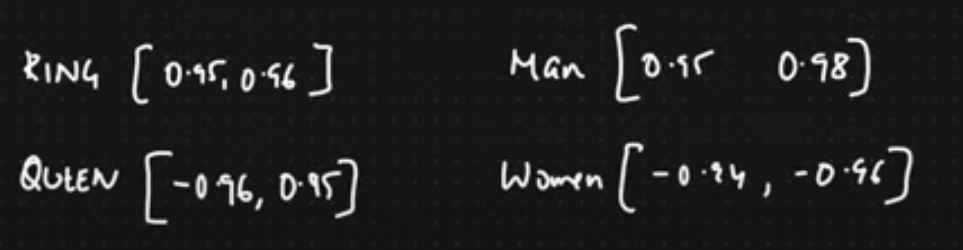 KING [0.95, 0.96] Man [0.95 0.98]
QUEEN [-0.96, 0.95] Women [-0.94, -0.96]